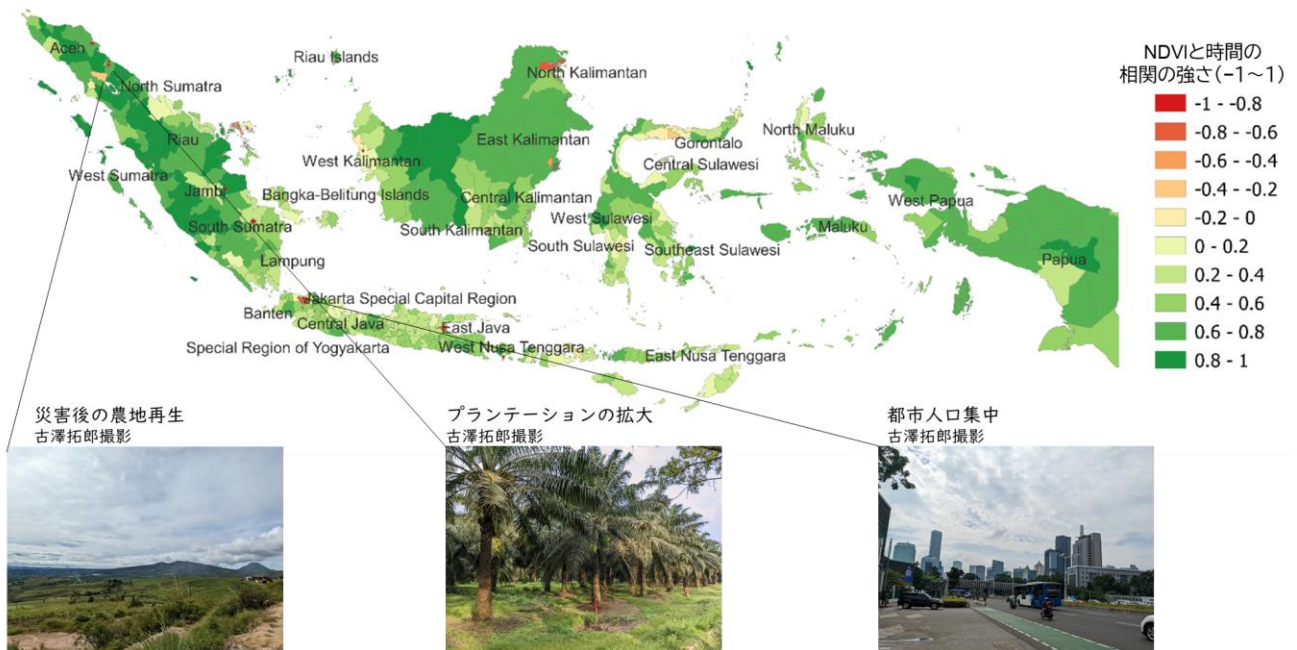 Aceh
Riau Islands
North Kalimantan
North Sumatra
Riau
East Kalimantan
North Maluku
Gorontalo
West Kalimantan
Central Sulawesi
West Sumatra
Jambi
Bangka-Belitung Islands
Central Kalimantan
West Papua
South Sumatra
South Kalimantan
West Sulawesi
Maluku
South Sulawesi
Southeast Sulawesi
Lampung
Papua
Jakarta Special Capital Region
Banten
Central Java
East Java
Special Region of Yogyakarta
West Nusa Tenggara
East Nusa Tenggara
NDVIと時間の
相関の強さ(-1~1)
-1 - -0.8
-0.8 - -0.6
-0.6 - -0.4
-0.4 - -0.2
-0.2 - 0
0 - 0.2
0.2 - 0.4
0.4 - 0.6
0.6 - 0.8
0.8 - 1
災害後の農地再生
古澤拓郎撮影
プランテーションの拡大
古澤拓郎撮影
都市人口集中
古澤拓郎撮影